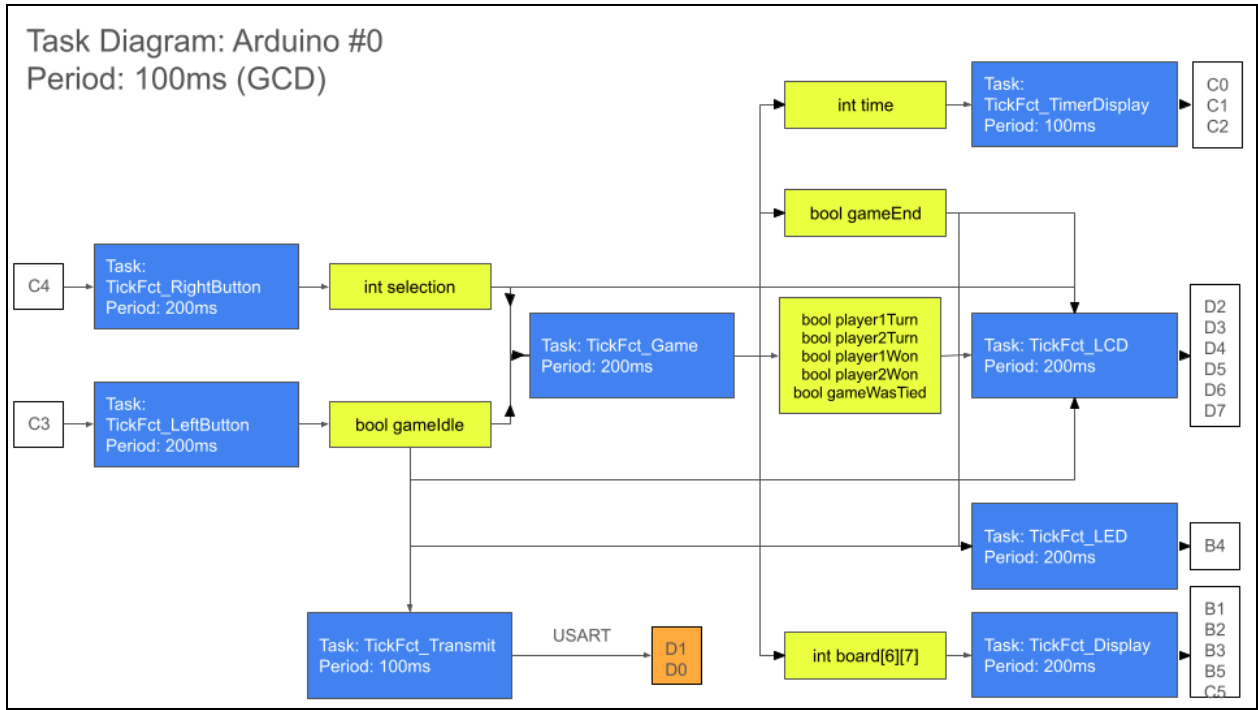 Task Diagram: Arduino #0
Period: 100ms (GCD)
int time
Task:
TickFct_TimerDisplay
Period: 100ms
C0
C1
C2
bool gameEnd
C4
Task:
TickFct_RightButton
Period: 200ms
int selection
Task: TickFct_Game
Period: 200ms
bool player1Turn
bool player2Turn
bool player1Won
bool player2Won
bool gameWasTied
Task: TickFct_LCD
Period: 200ms
D2
D3
D4
D5
D6
D7
C3
Task:
TickFct_LeftButton
Period: 200ms
bool gameIdle
Task: TickFct_LED
Period: 200ms
B4
Task: TickFct_Transmit
Period: 100ms
USART
D1
D0
int board[6][7]
Task: TickFct_Display
Period: 200ms
B1
B2
B3
B5
C5